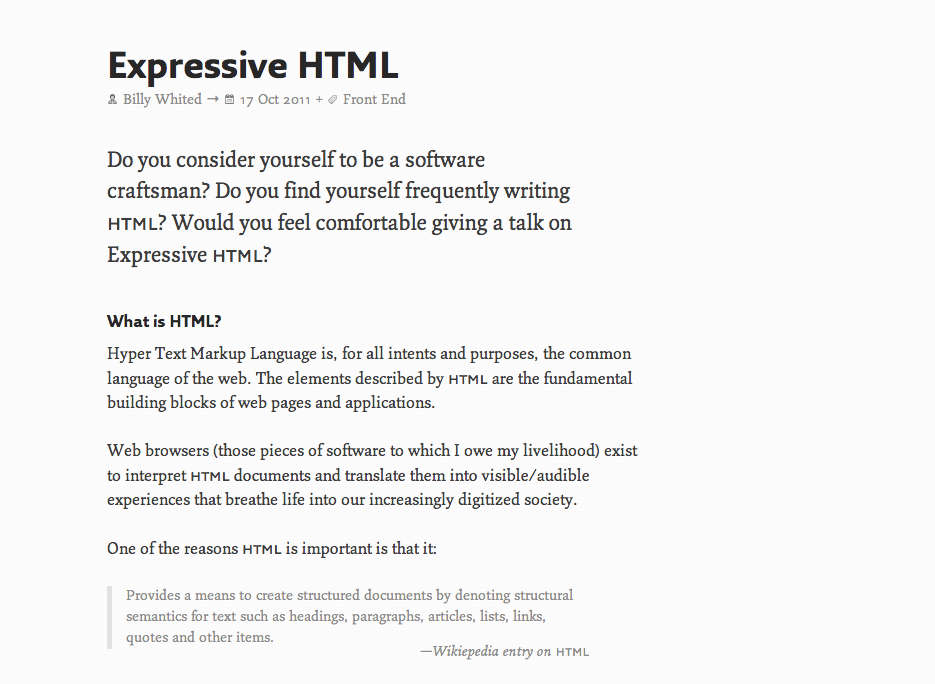 Expressive HTML
Billy Whited → 17 Oct 2011 + Front End
Do you consider yourself to be a software
craftsman? Do you find yourself frequently writing
HTML? Would you feel comfortable giving a talk on
Expressive HTML?
What is HTML?
Hyper Text Markup Language is, for all intents and purposes, the common
language of the web. The elements described by HTML are the fundamental
building blocks of web pages and applications.
Web browsers (those pieces of software to which I owe my livelihood) exist
to interpret HTML documents and translate them into visible/audible
experiences that breathe life into our increasingly digitized society.
One of the reasons HTML is important is that it:
Provides a means to create structured documents by denoting structural
semantics for text such as headings, paragraphs, articles, lists, links,
quotes and other items.
—Wikiepedia entry on HTML